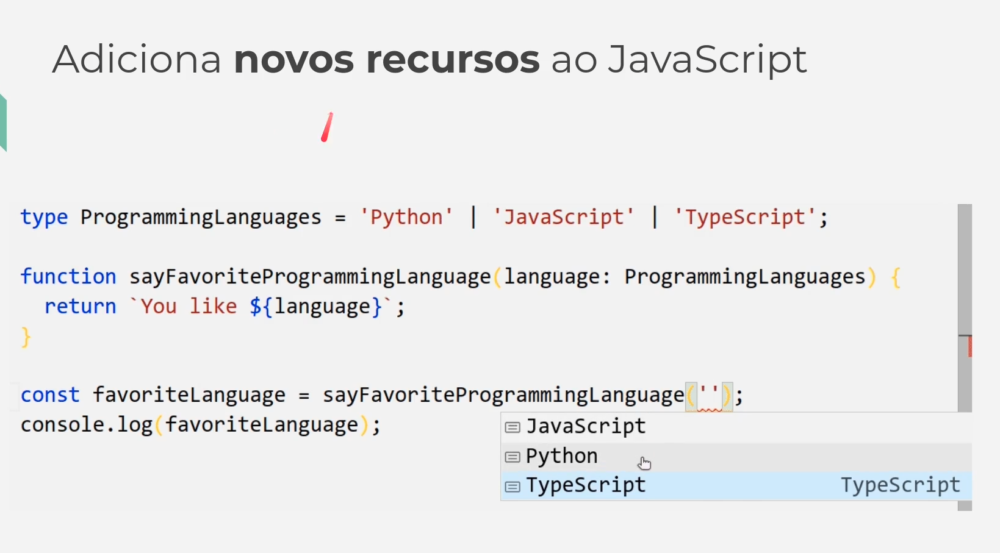 Adiciona novos recursos ao JavaScript
type ProgrammingLanguages = 'Python' | 'JavaScript' | 'TypeScript';
function sayFavoriteProgrammingLanguage(language: ProgrammingLanguages) {
return `You like ${language}`;
}
const favoriteLanguage = sayFavoriteProgrammingLanguage('');
console.log(favoriteLanguage);
JavaScript
Python
TypeScript TypeScript